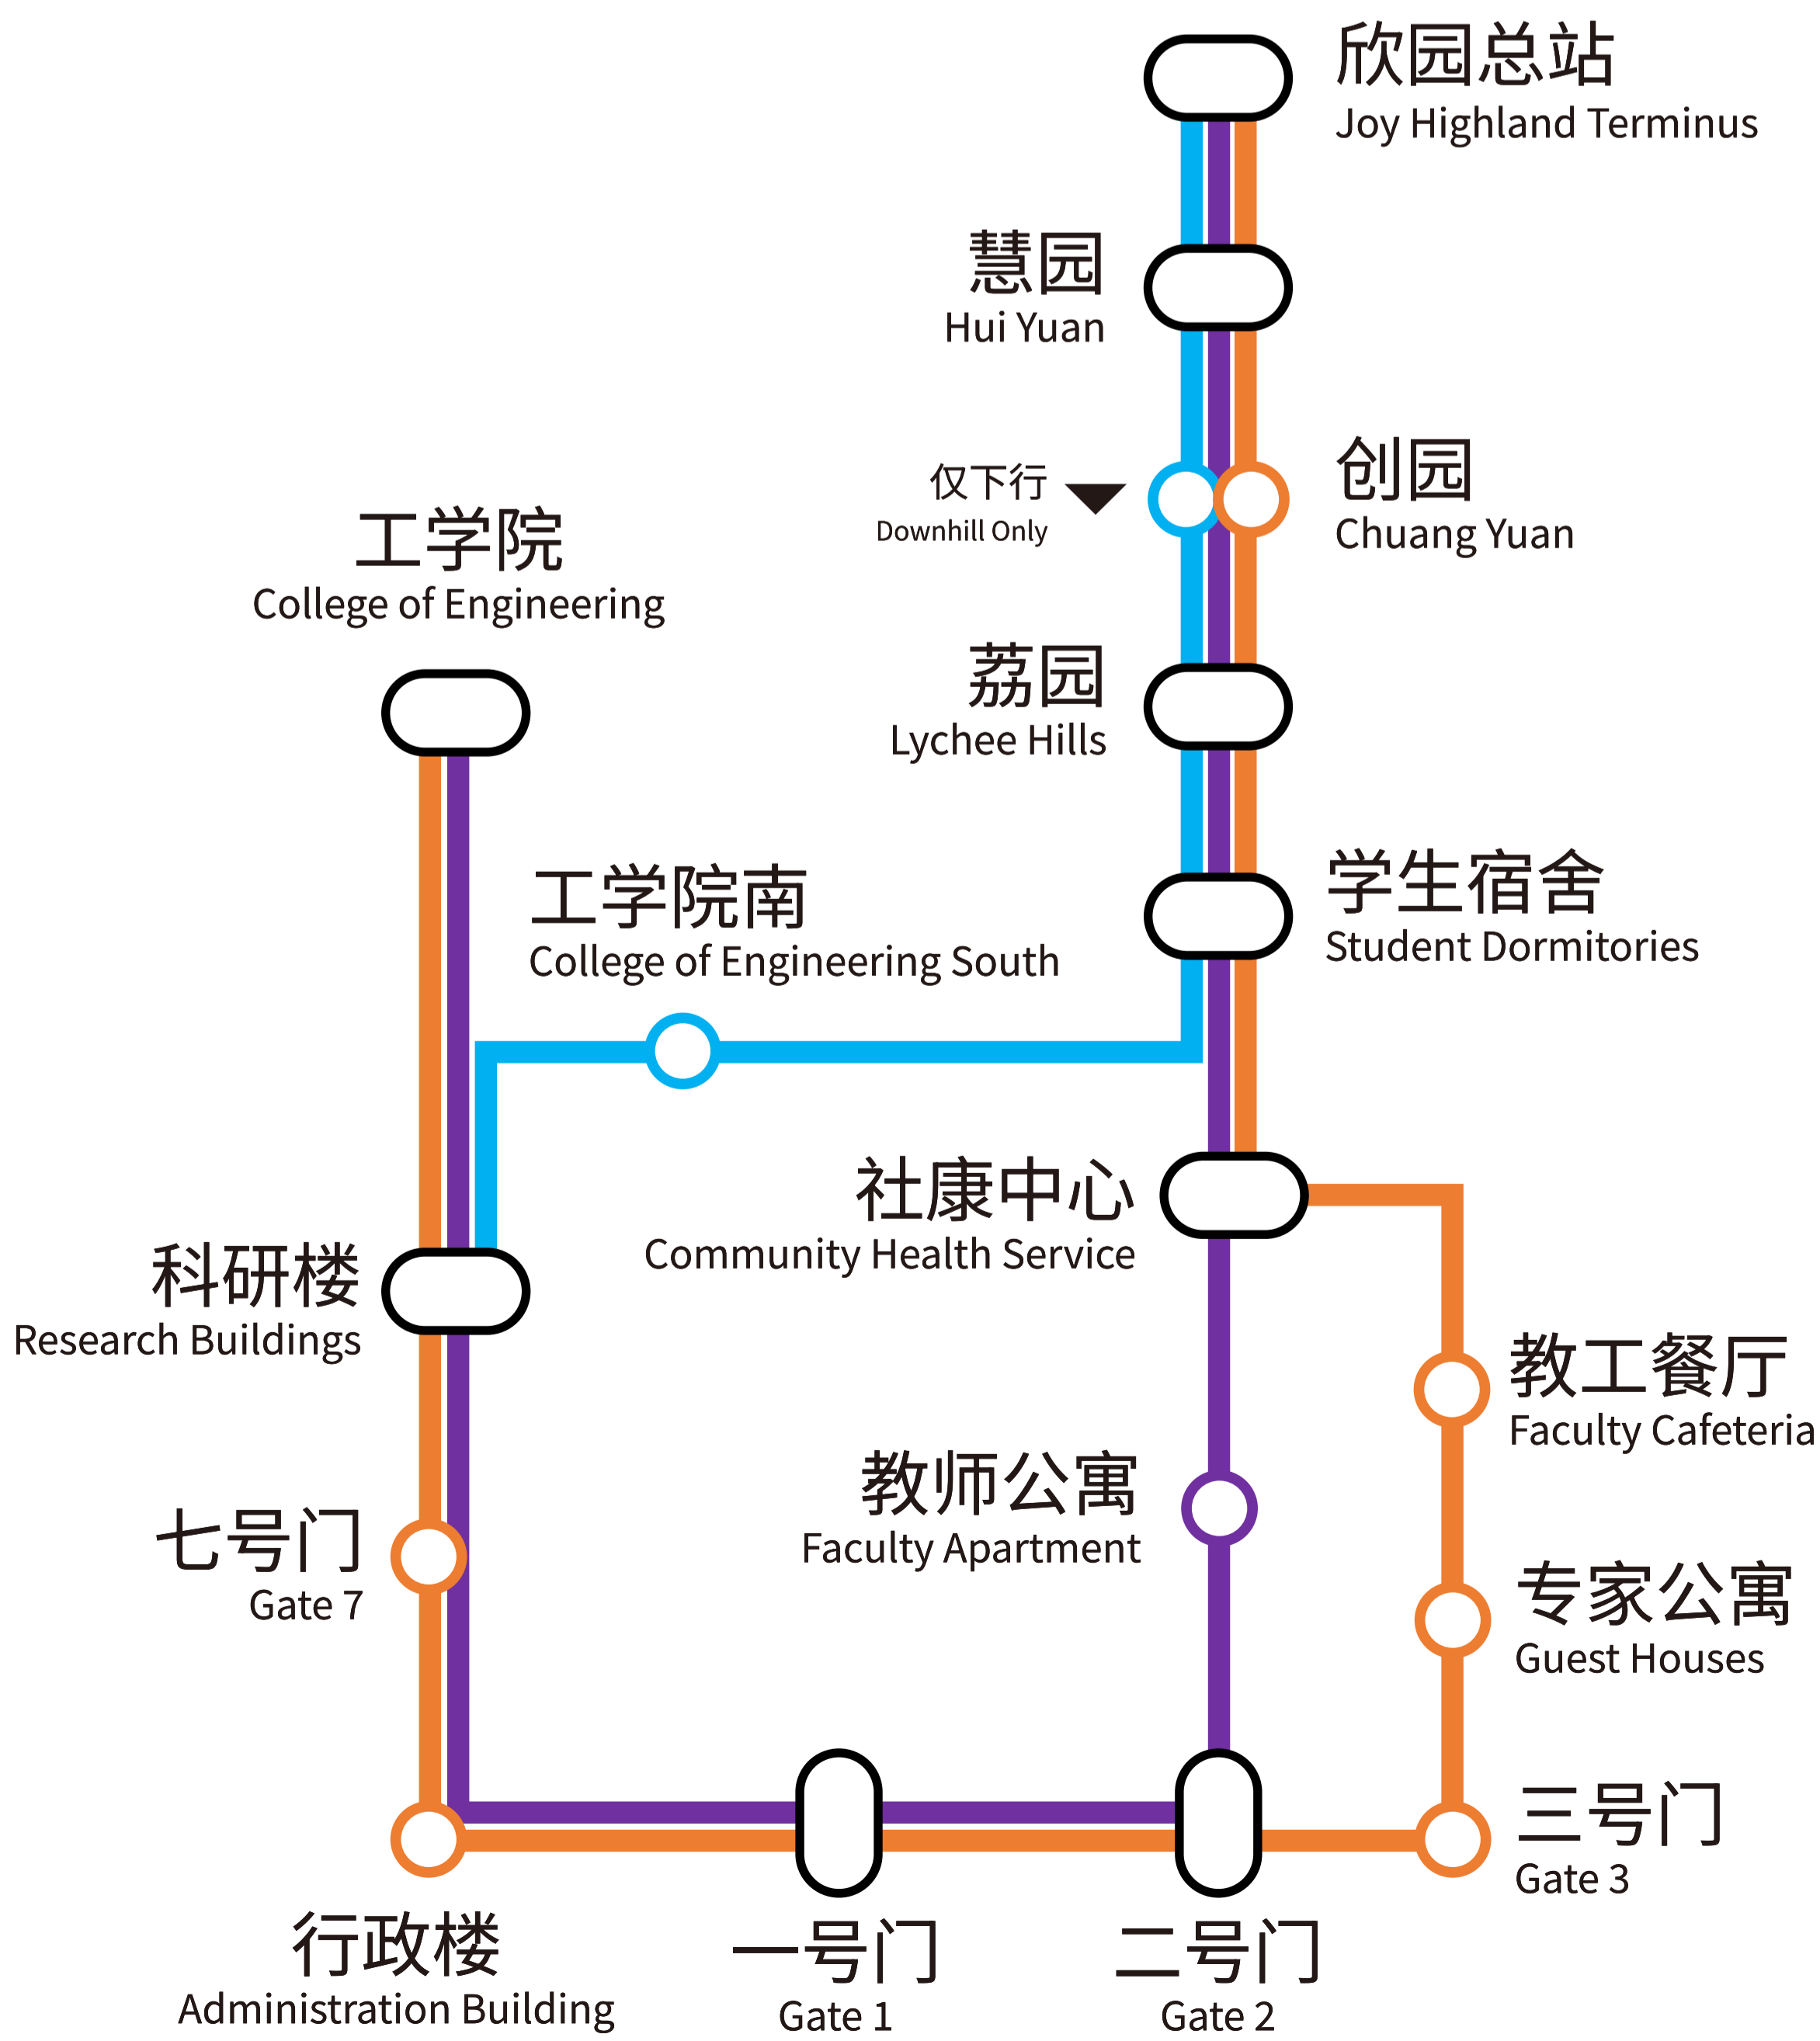 欣园总站
Joy Highland Terminus
慧园
Hui Yuan
仅下行
Downhill Only
创园
Chuang Yuan
工学院
College of Engineering
荔园
Lychee Hills
工学院南
College of Engineering South
学生宿舍
Student Dormitories
社康中心
Community Health Service
科研楼
Research Buildings
教工餐厅
Faculty Cafeteria
教师公寓
Faculty Apartment
七号门
Gate 7
专家公寓
Guest Houses
三号门
Gate 3
行政楼
Administration Building
一号门
Gate 1
二号门
Gate 2